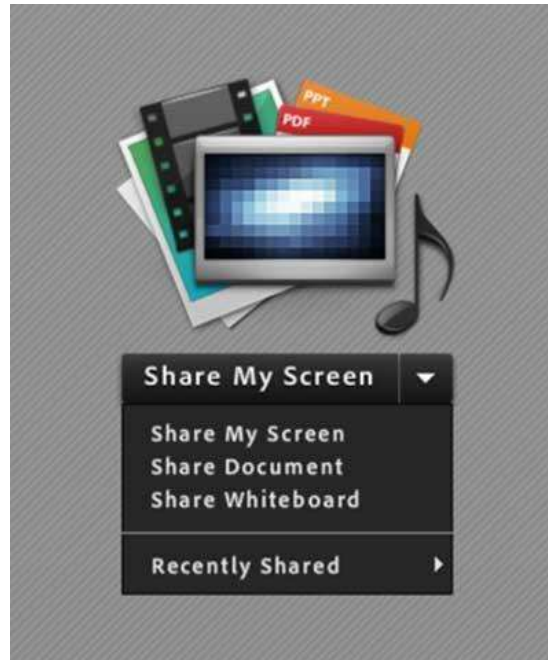 PPT
PDF
Share My Screen
Share My Screen
Share Document
Share Whiteboard
Recently Shared